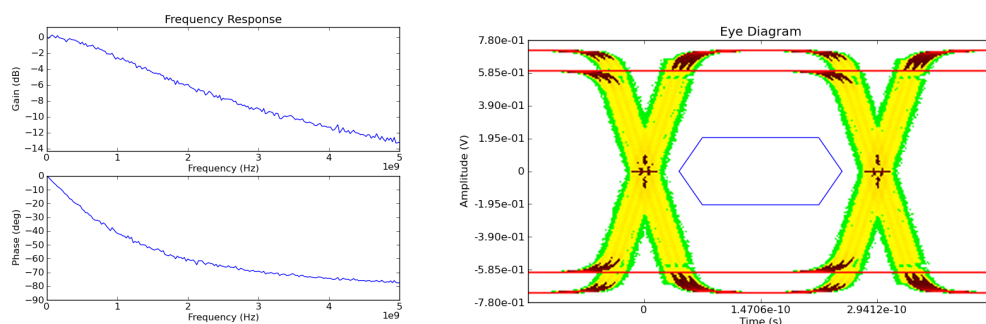 Frequency Response
Gain (dB)
0
−2
−4
−6
−8
−10
−12
−14
0 1 2 3 4 5
Frequency (Hz) 1e9
Phase (deg)
0
−10
−20
−30
−40
−50
−60
−70
−80
−90
0 1 2 3 4 5
Frequency (Hz) 1e9
Eye Diagram
Amplitude (V)
7.80e-01
5.85e-01
3.90e-01
1.95e-01
0
-1.95e-01
-3.90e-01
-5.85e-01
-7.80e-01
0 1.4706e-10 2.9412e-10
Time (s)